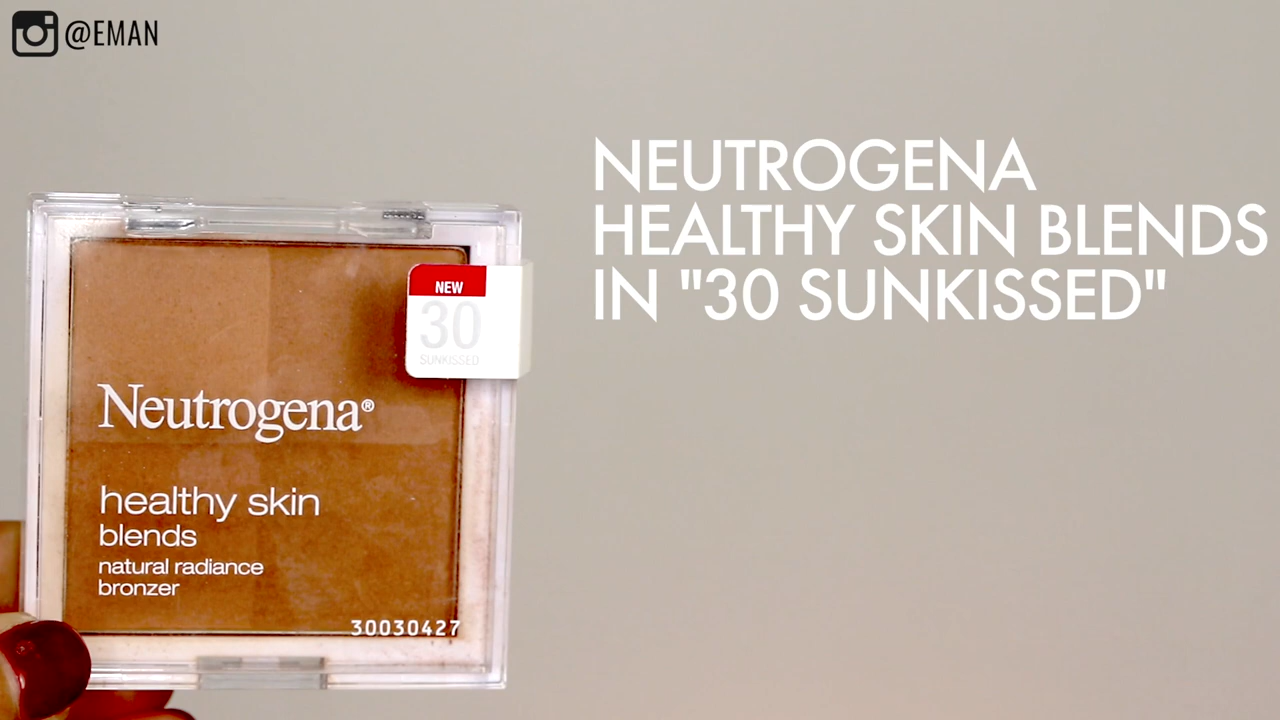 @EMAN
NEUTROGENA
HEALTHY SKIN BLENDS
IN "30 SUNKISSED"
NEW
30
SUNKISSED
Neutrogena®
healthy skin
blends
natural radiance
bronzer
30030427